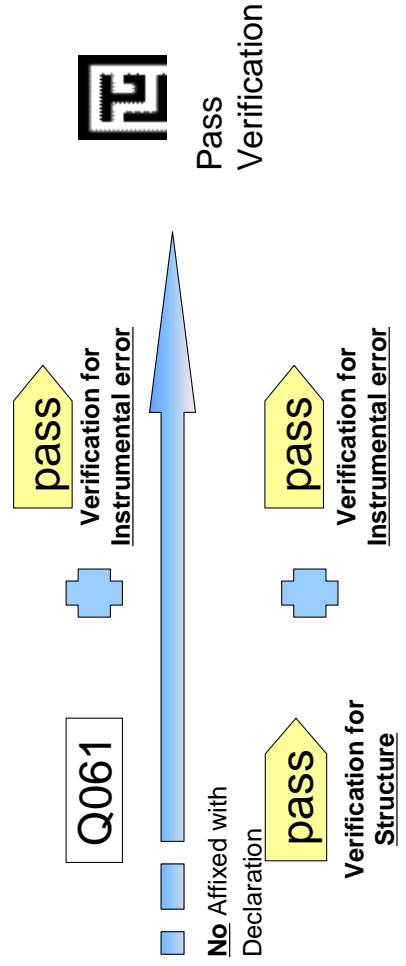 Q061
pass
Verification for
Instrumental error
No Affixed with
Declaration
pass
Verification for
Structure
pass
Verification for
Instrumental error
Pass
Verification